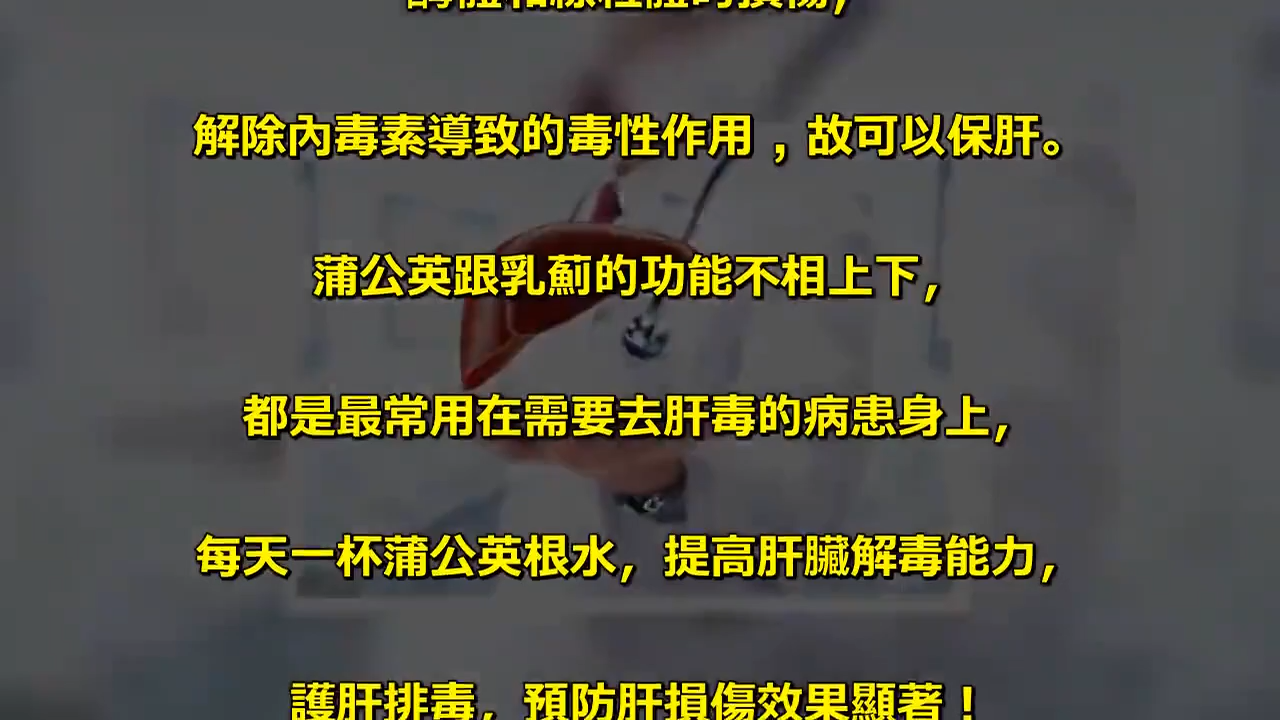 解除內毒素導致的毒性作用，故可以保肝。
蒲公英跟乳薊的功能不相上下，
都是最常用在需要去肝毒的病患身上，
每天一杯蒲公英根水，提高肝臟解毒能力，
護肝排毒，預防肝損傷效果顯著！